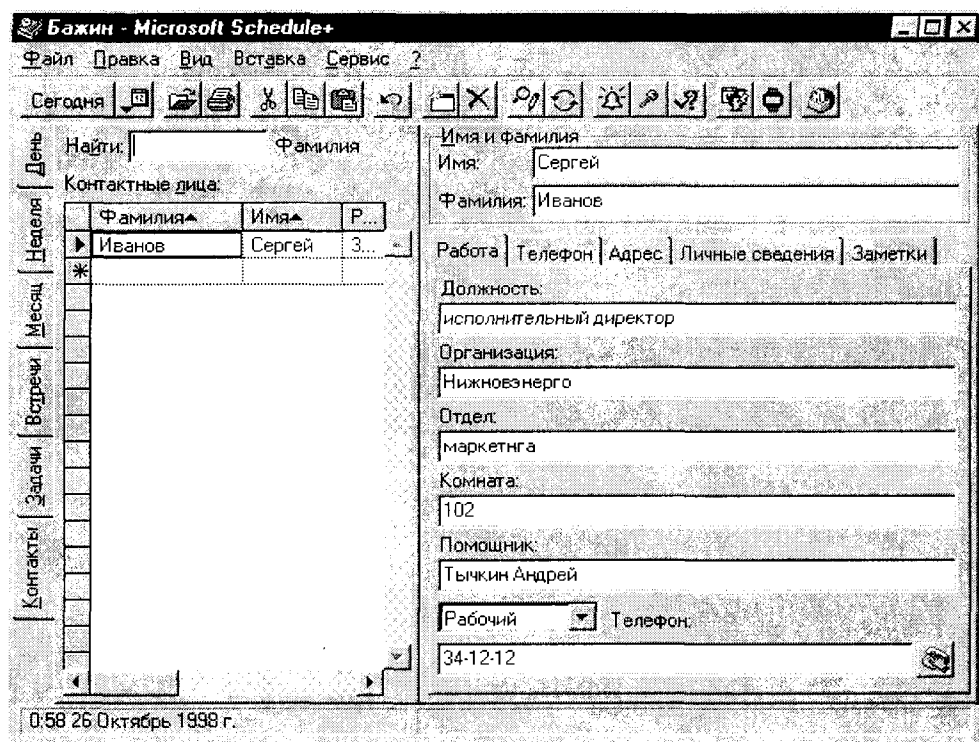 Бажин - Microsoft Schedule+
Файл Правка Вид Вставка Сервис ?
Сегодня
День
Неделя
Месяц
Встречи
Задачи
Контакты
Найти: Фамилия
Контактные лица:
Фамилия Имя Р...
Иванов Сергей З...
Имя и фамилия
Имя: Сергей
Фамилия: Иванов
Работа Телефон Адрес Личные сведения Заметки
Должность:
исполнительный директор
Организация:
Нижновэнерго
Отдел:
маркетнга
Комната:
102
Помощник:
Тычкин Андрей
Рабочий Телефон:
34-12-12
0:58 26 Октябрь 1998 г.